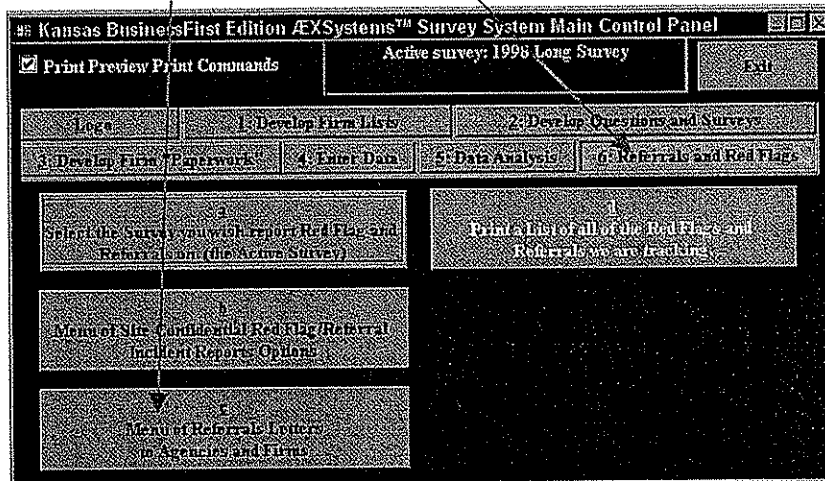 Kansas BusinessFirst Edition ÆXSystems™ Survey System Main Control Panel
Print Preview Print Commands
Active survey: 1998 Long Survey
Exit
Logo
1: Develop Firm Lists
2: Develop Questions and Surveys
3: Develop Firm "Paperwork"
4: Enter Data
5: Data Analysis
6: Referrals and Red Flags
a
Select the Survey you wish report Red Flag and
Referrals on: (the Active Survey)
d
Print a List of all of the Red Flags and
Referrals we are tracking
b
Menu of Site Confidential Red Flag/Referral
Incident Reports Options
c
Menu of Referrals Letters
to Agencies and Firms